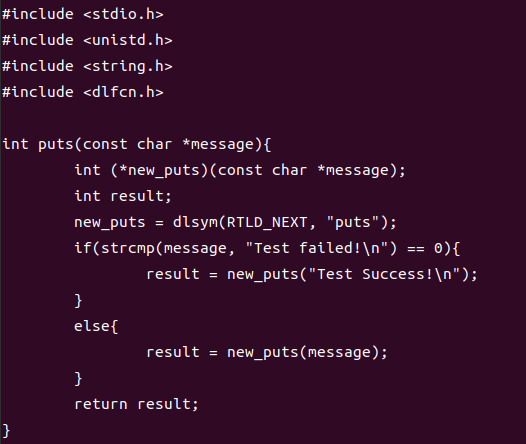 #include <stdio.h>
#include <unistd.h>
#include <string.h>
#include <dlfcn.h>

int puts(const char *message){
        int (*new_puts)(const char *message);
        int result;
        new_puts = dlsym(RTLD_NEXT, "puts");
        if(strcmp(message, "Test failed!\n") == 0){
                result = new_puts("Test Success!\n");
        }
        else{
                result = new_puts(message);
        }
        return result;
}